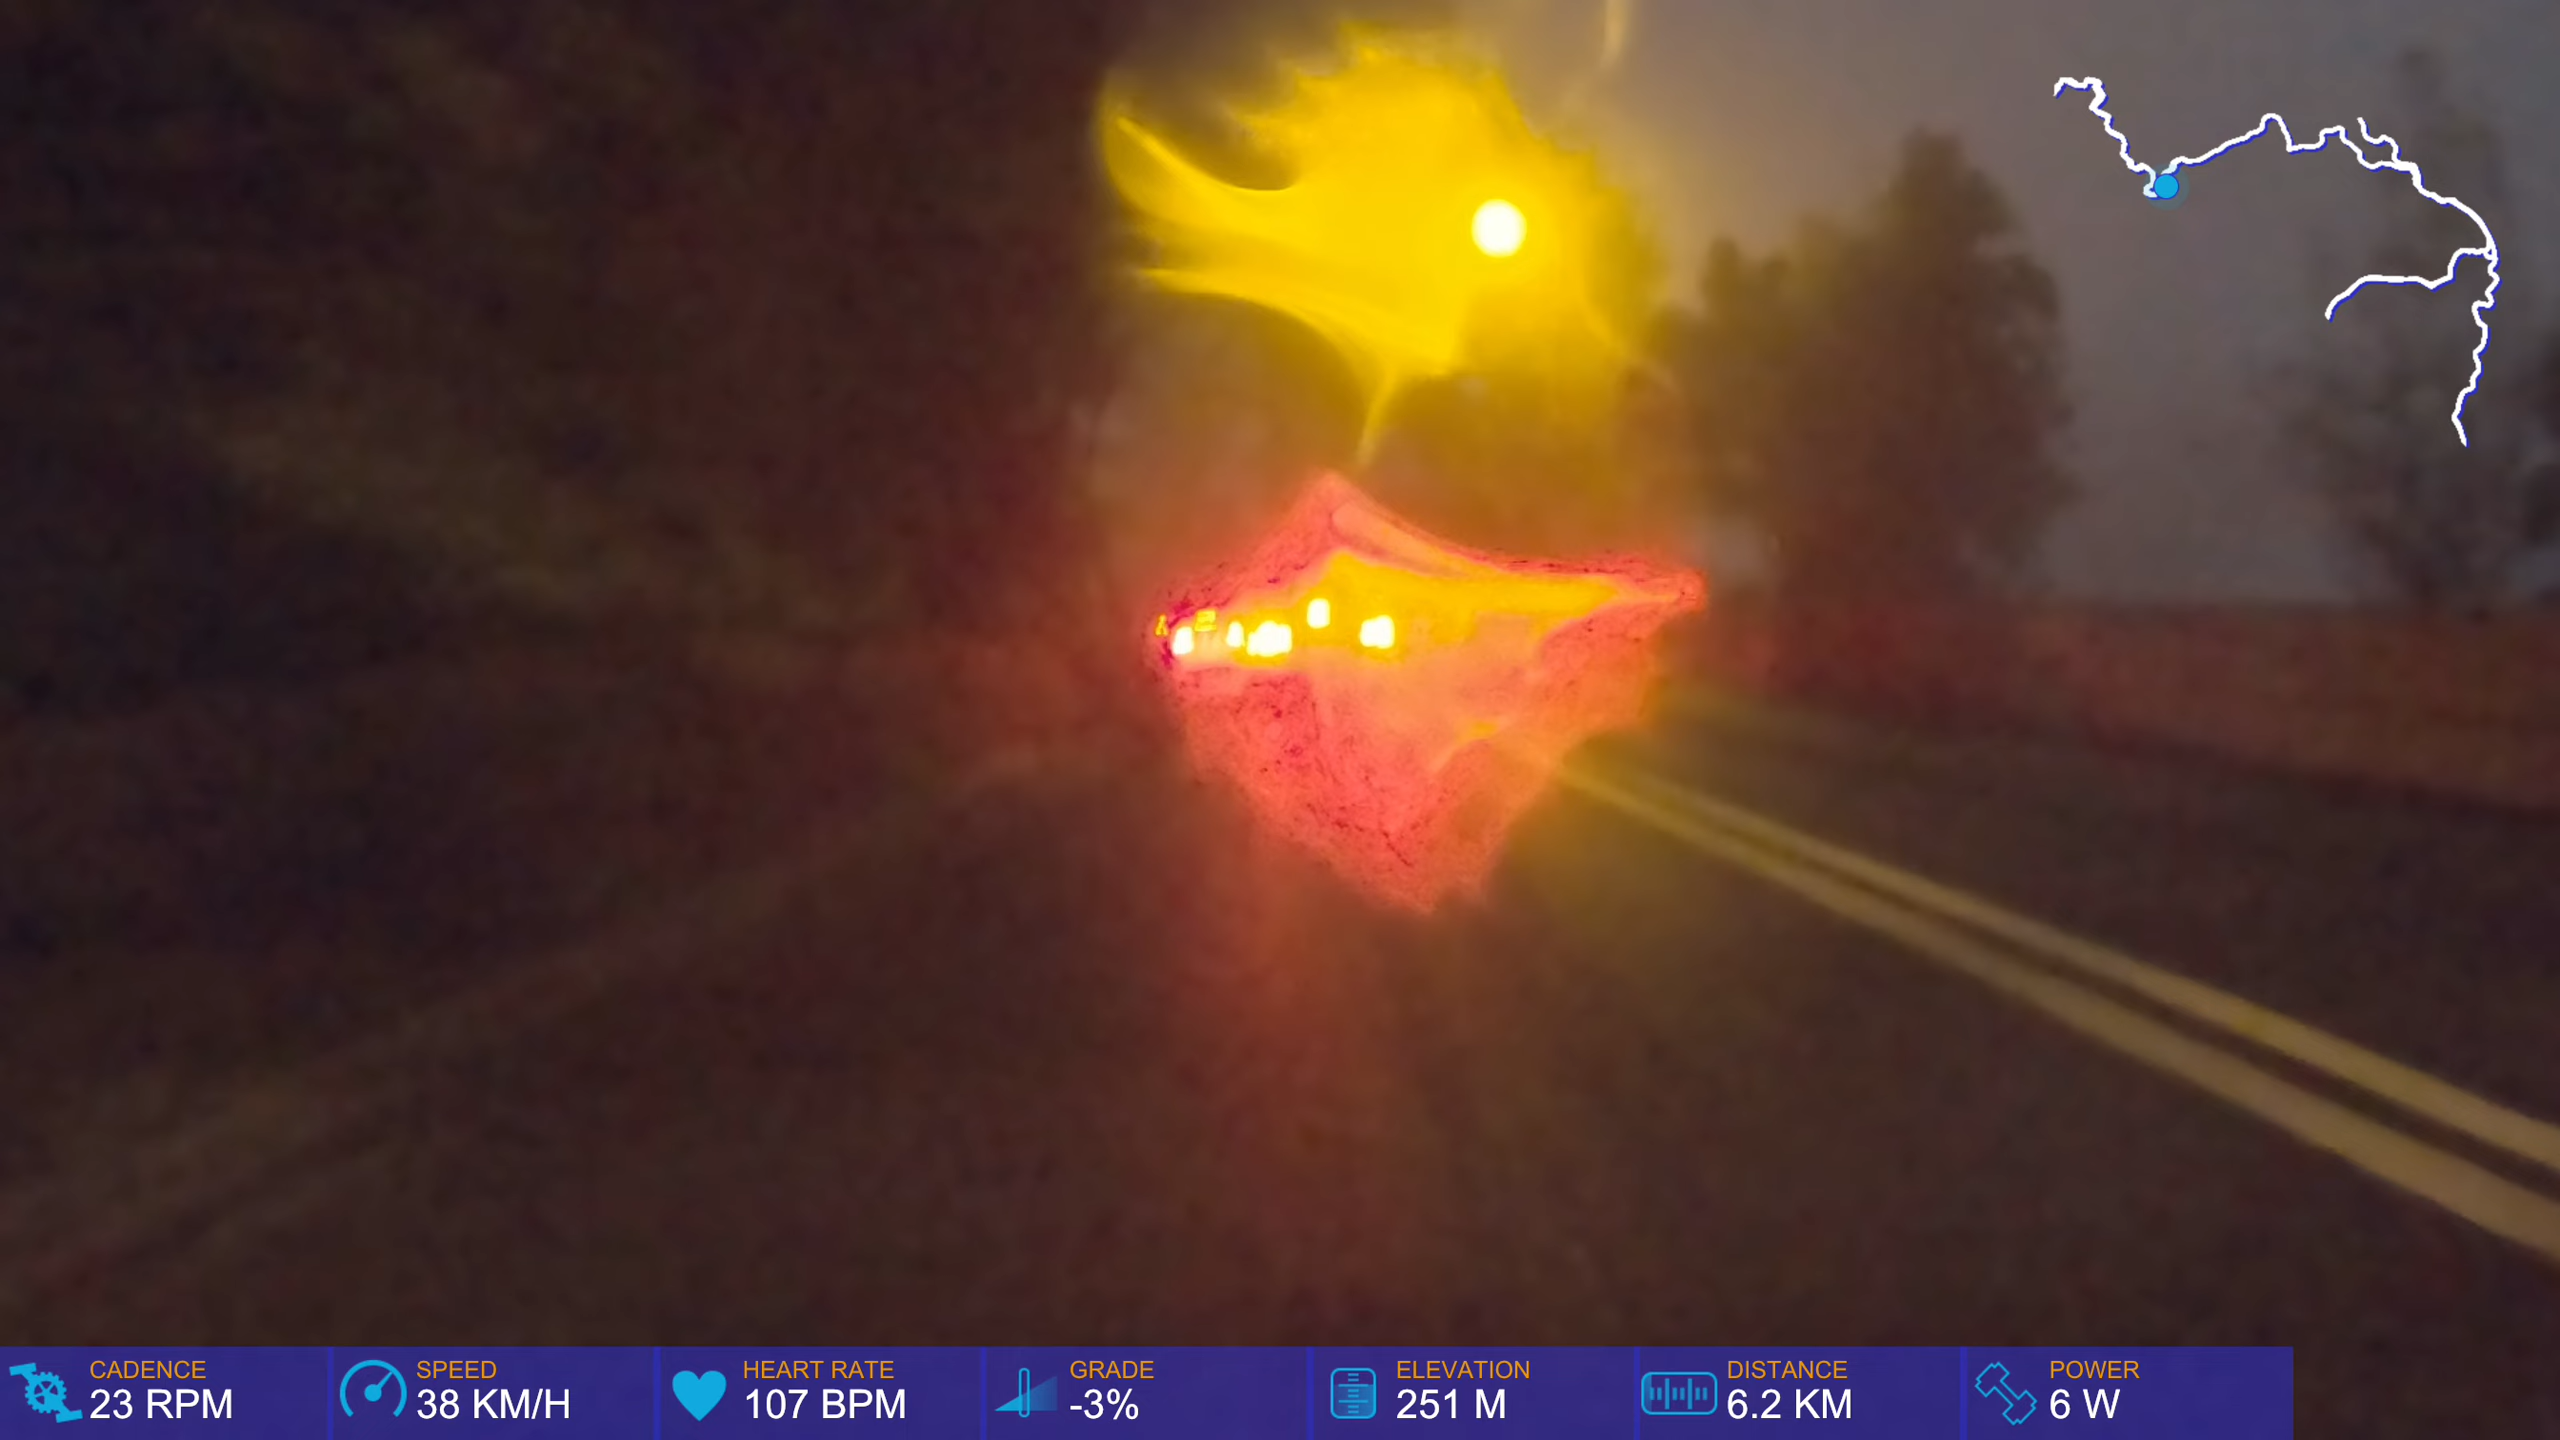 CADENCE
23 RPM
SPEED
38 KM/H
HEART RATE
107 BPM
GRADE
-3%
ELEVATION
251 M
DISTANCE
6.2 KM
POWER
6 W